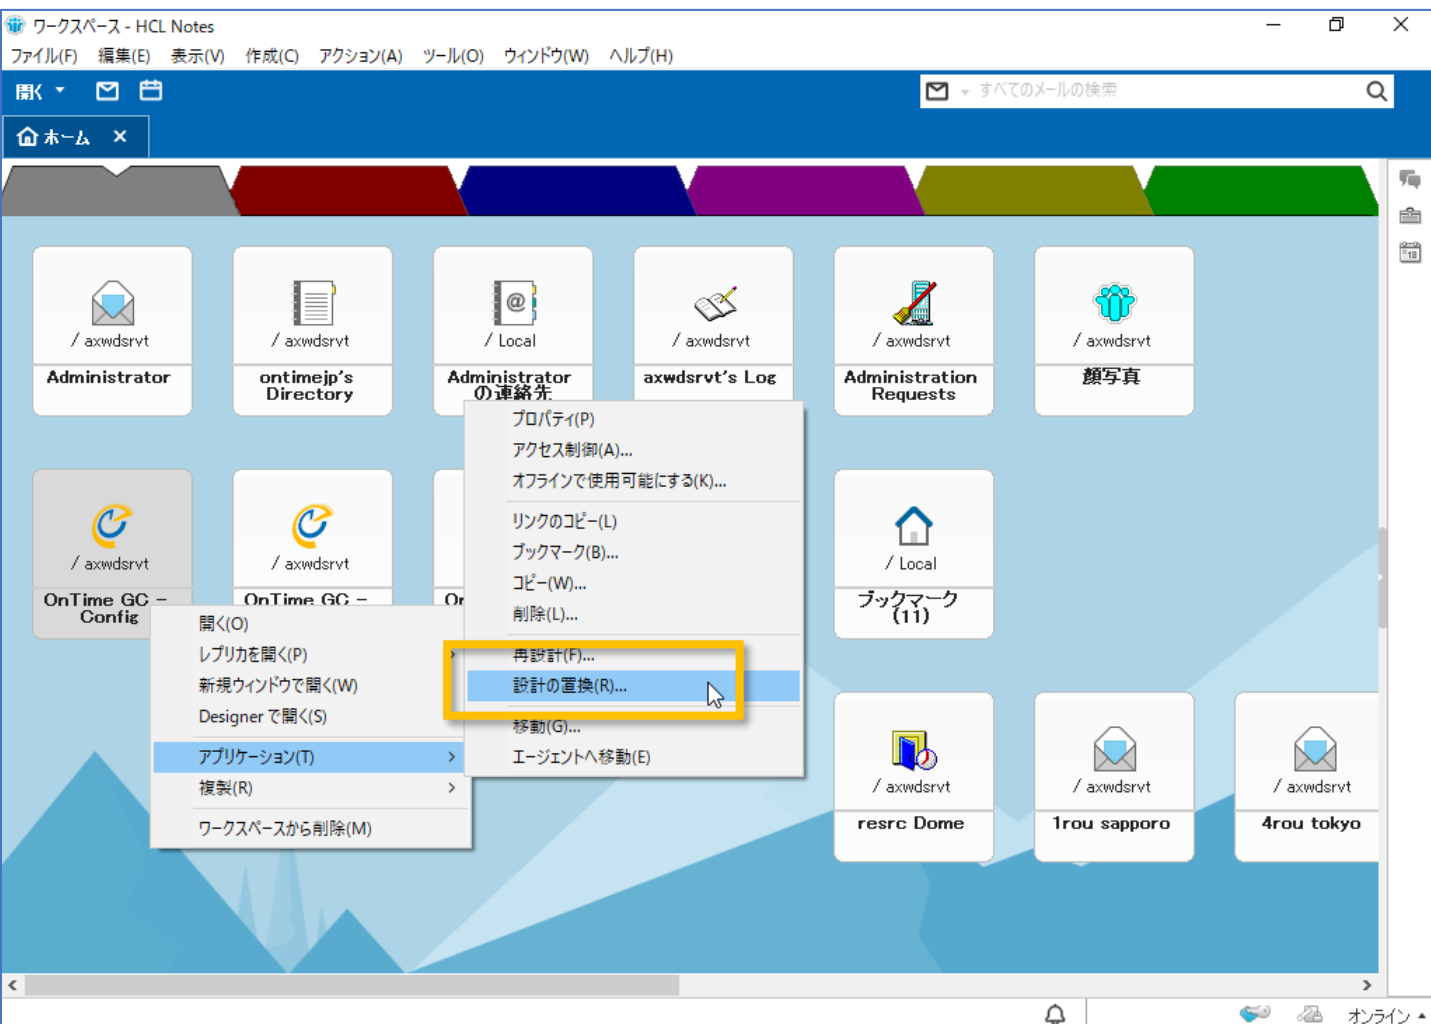 ワークスペース - HCL Notes
ファイル(F) 編集(E) 表示(V) 作成(C) アクション(A) ツール(O) ウィンドウ(W) ヘルプ(H)
開く
すべてのメールの検索
ホーム
/ axwdsrvt
Administrator
/ axwdsrvt
ontimejp's
Directory
/ Local
Administrator
の連絡先
/ axwdsrvt
axwdsrvt's Log
/ axwdsrvt
Administration
Requests
/ axwdsrvt
顔写真
18
/ axwdsrvt
OnTime GC –
Config
/ axwdsrvt
OnTime GC –
/ Local
ブックマーク
(11)
開く(O)
レプリカを開く(P)
新規ウィンドウで開く(W)
Designer で開く(S)
アプリケーション(T)
複製(R)
ワークスペースから削除(M)
プロパティ(P)
アクセス制御(A)...
オフラインで使用可能にする(K)...
リンクのコピー(L)
ブックマーク(B)...
コピー(W)...
削除(L)...
再設計(F)...
設計の置換(R)...
移動(G)...
エージェントへ移動(E)
/ axwdsrvt
resrc Dome
/ axwdsrvt
1rou sapporo
/ axwdsrvt
4rou tokyo
オンライン